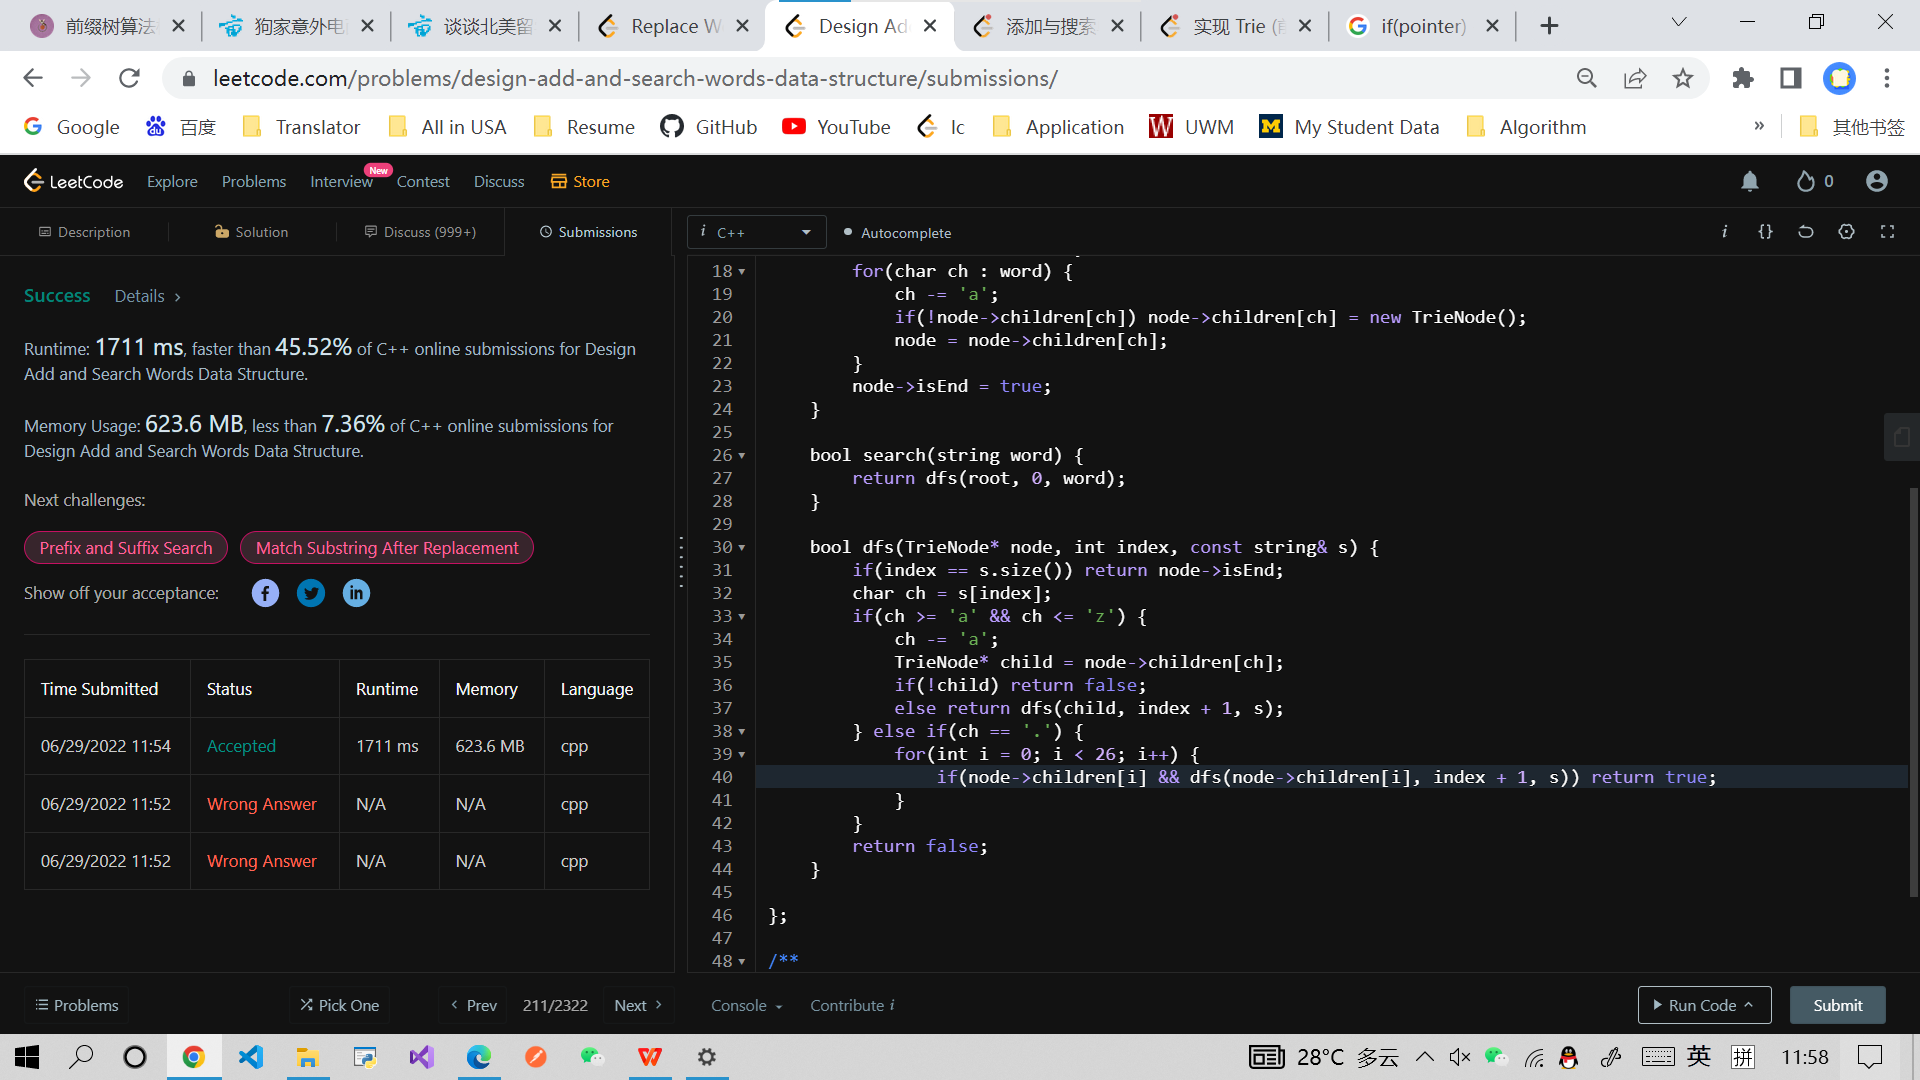 前缀树算法
狗家意外电
谈谈北美留
Replace W
Design Ad
添加与搜索
实现 Trie (
if(pointer)
leetcode.com/problems/design-add-and-search-words-data-structure/submissions/
Google
百度
Translator
All in USA
Resume
GitHub
YouTube
lc
Application
UWM
My Student Data
Algorithm
»
其他书签
LeetCode
Explore
Problems
Interview
New
Contest
Discuss
Store
0
Description
Solution
Discuss (999+)
Submissions
i C++
Autocomplete
i {}
Success Details >
Runtime: 1711 ms, faster than 45.52% of C++ online submissions for Design
Add and Search Words Data Structure.
Memory Usage: 623.6 MB, less than 7.36% of C++ online submissions for
Design Add and Search Words Data Structure.
Next challenges:
Prefix and Suffix Search
Match Substring After Replacement
Show off your acceptance:
Time Submitted Status Runtime Memory Language
06/29/2022 11:54 Accepted 1711 ms 623.6 MB cpp
06/29/2022 11:52 Wrong Answer N/A N/A cpp
06/29/2022 11:52 Wrong Answer N/A N/A cpp
18 for(char ch : word) {
19 ch -= 'a';
20 if(!node->children[ch]) node->children[ch] = new TrieNode();
21 node = node->children[ch];
22 }
23 node->isEnd = true;
24 }
25
26 bool search(string word) {
27 return dfs(root, 0, word);
28 }
29
30 bool dfs(TrieNode* node, int index, const string& s) {
31 if(index == s.size()) return node->isEnd;
32 char ch = s[index];
33 if(ch >= 'a' && ch <= 'z') {
34 ch -= 'a';
35 TrieNode* child = node->children[ch];
36 if(!child) return false;
37 else return dfs(child, index + 1, s);
38 } else if(ch == '.') {
39 for(int i = 0; i < 26; i++) {
40 if(node->children[i] && dfs(node->children[i], index + 1, s)) return true;
41 }
42 }
43 return false;
44 }
45
46 };
47
48 /**
Problems
Pick One
Prev
211/2322
Next
Console
Contribute i
Run Code
Submit
28°C 多云
英
拼
11:58